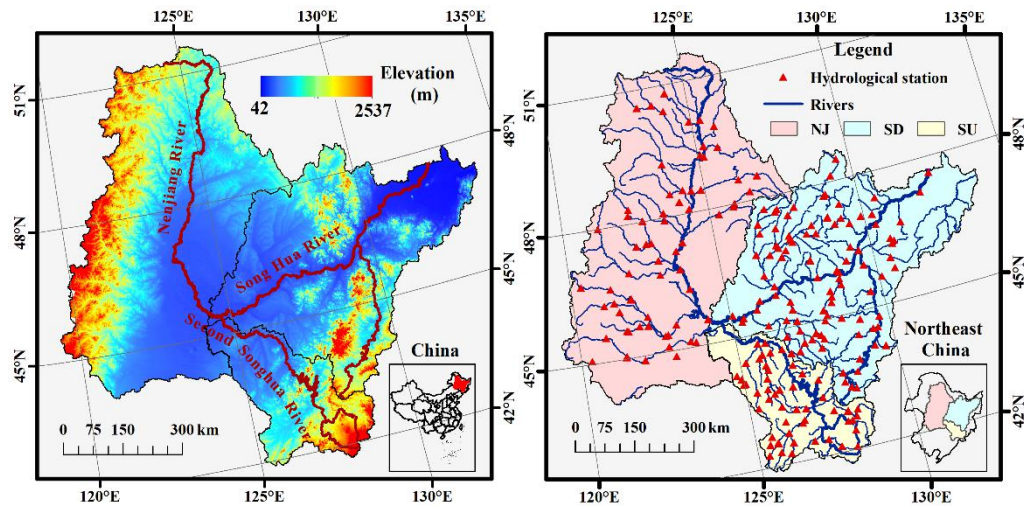 125°E
130°E
135°E
51°N
48°N
45°N
48°N
45°N
42°N
Elevation
(m)
42
2537
Nenjiang River
Song Hua River
Second Songhua River
China
0 75 150 300 km
120°E
125°E
130°E
125°E
130°E
135°E
51°N
48°N
45°N
48°N
45°N
42°N
Legend
Hydrological station
Rivers
NJ
SD
SU
Northeast
China
0 75 150 300 km
120°E
125°E
130°E